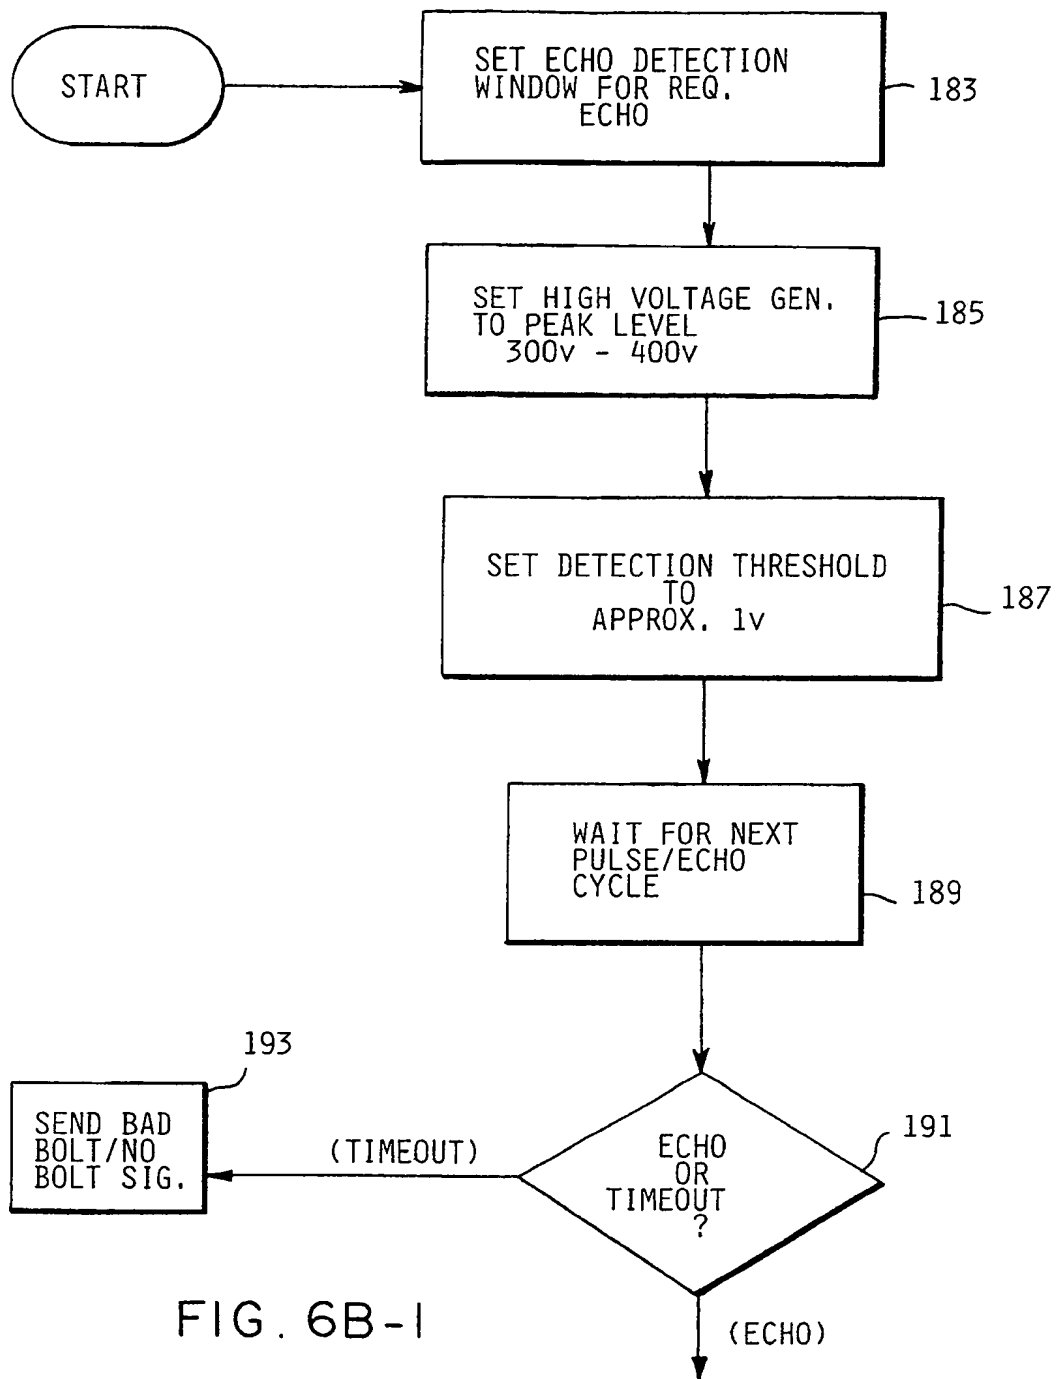 START
SET ECHO DETECTION
WINDOW FOR REQ.
ECHO
183
SET HIGH VOLTAGE GEN.
TO PEAK LEVEL
300v - 400v
185
SET DETECTION THRESHOLD
TO
APPROX. 1v
187
WAIT FOR NEXT
PULSE/ECHO
CYCLE
189
193
SEND BAD
BOLT/NO
BOLT SIG.
(TIMEOUT)
ECHO
OR
TIMEOUT
?
191
(ECHO)
FIG. 6B-1